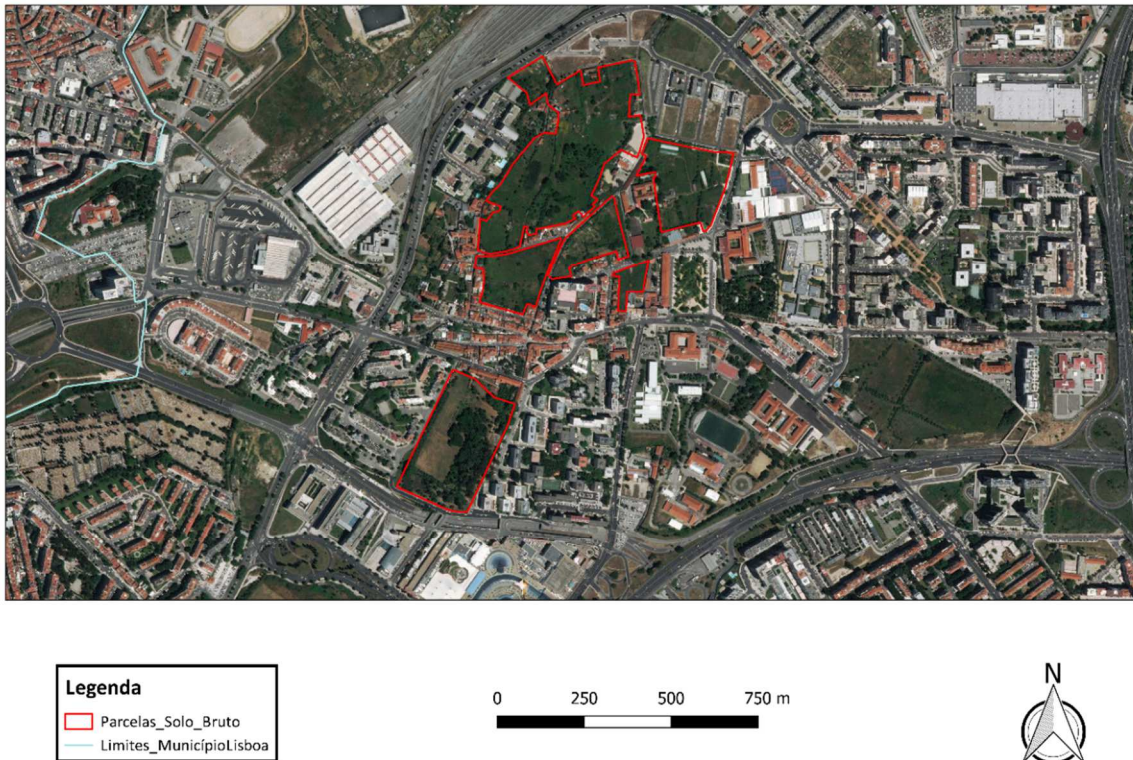 Legenda
Parcelas_Solo_Bruto
Limites_MunicípioLisboa
0 250 500 750 m
N